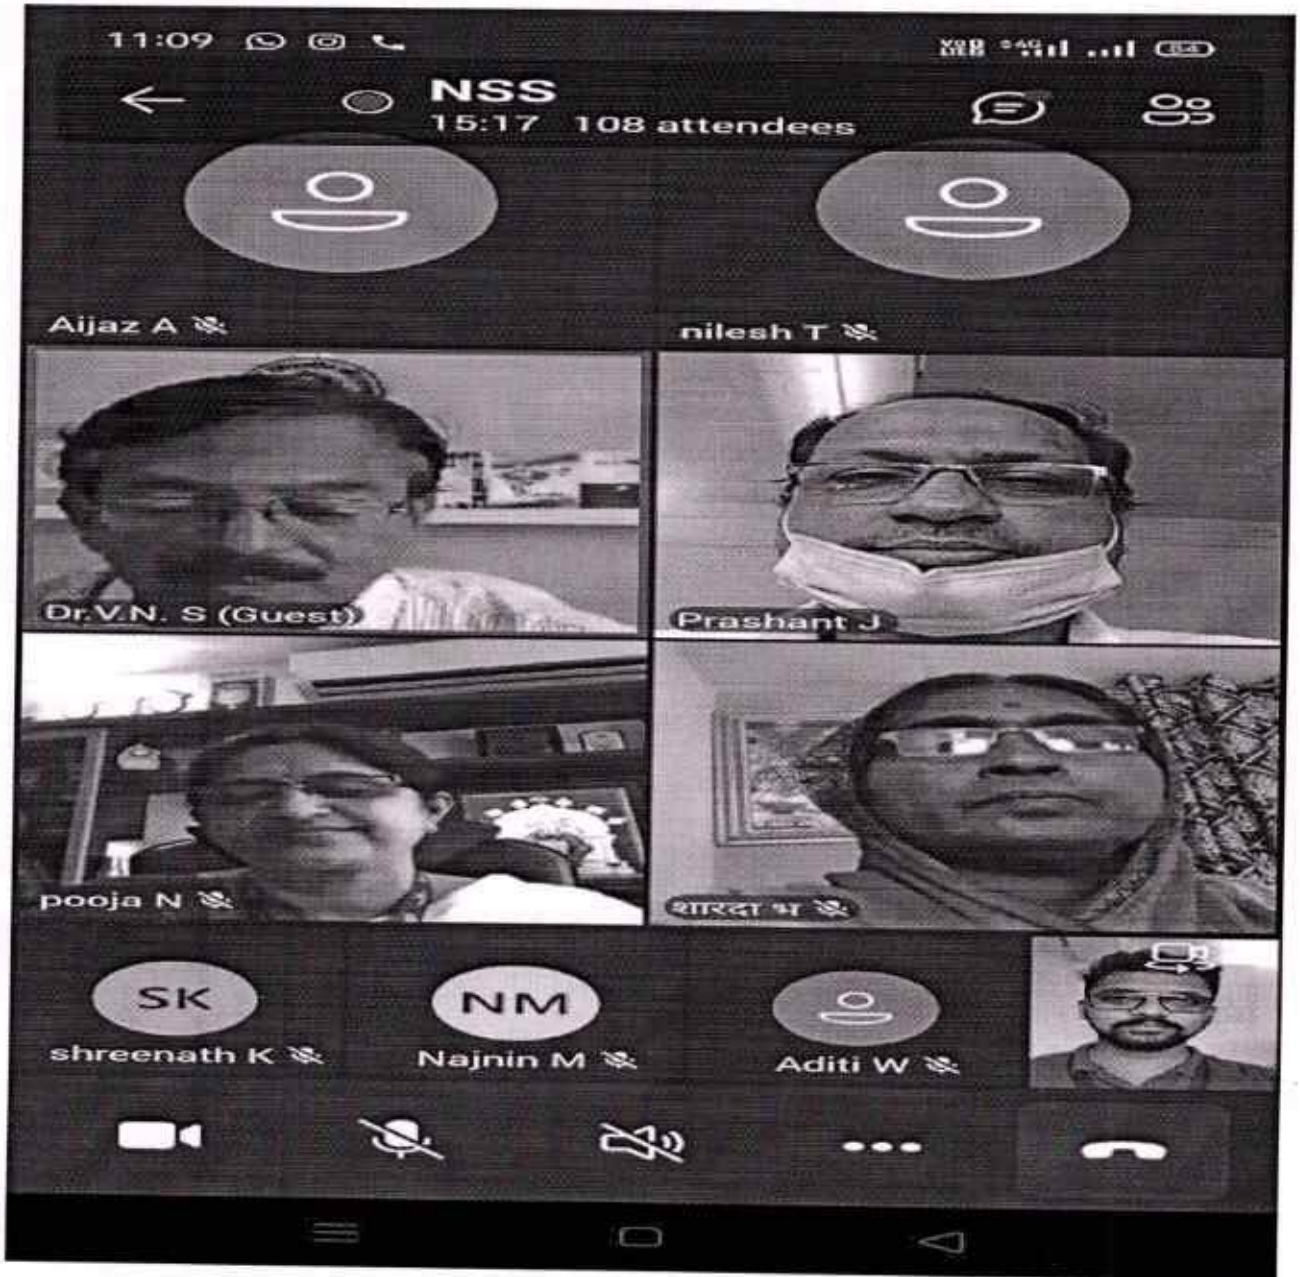 11:09
84
NSS
15:17 108 attendees
Aijaz A
nilesh T
Dr.V.N. S (Guest)
Prashant J
pooja N
शारदा भ
SK
NM
shreenath K
Najnin M
Aditi W